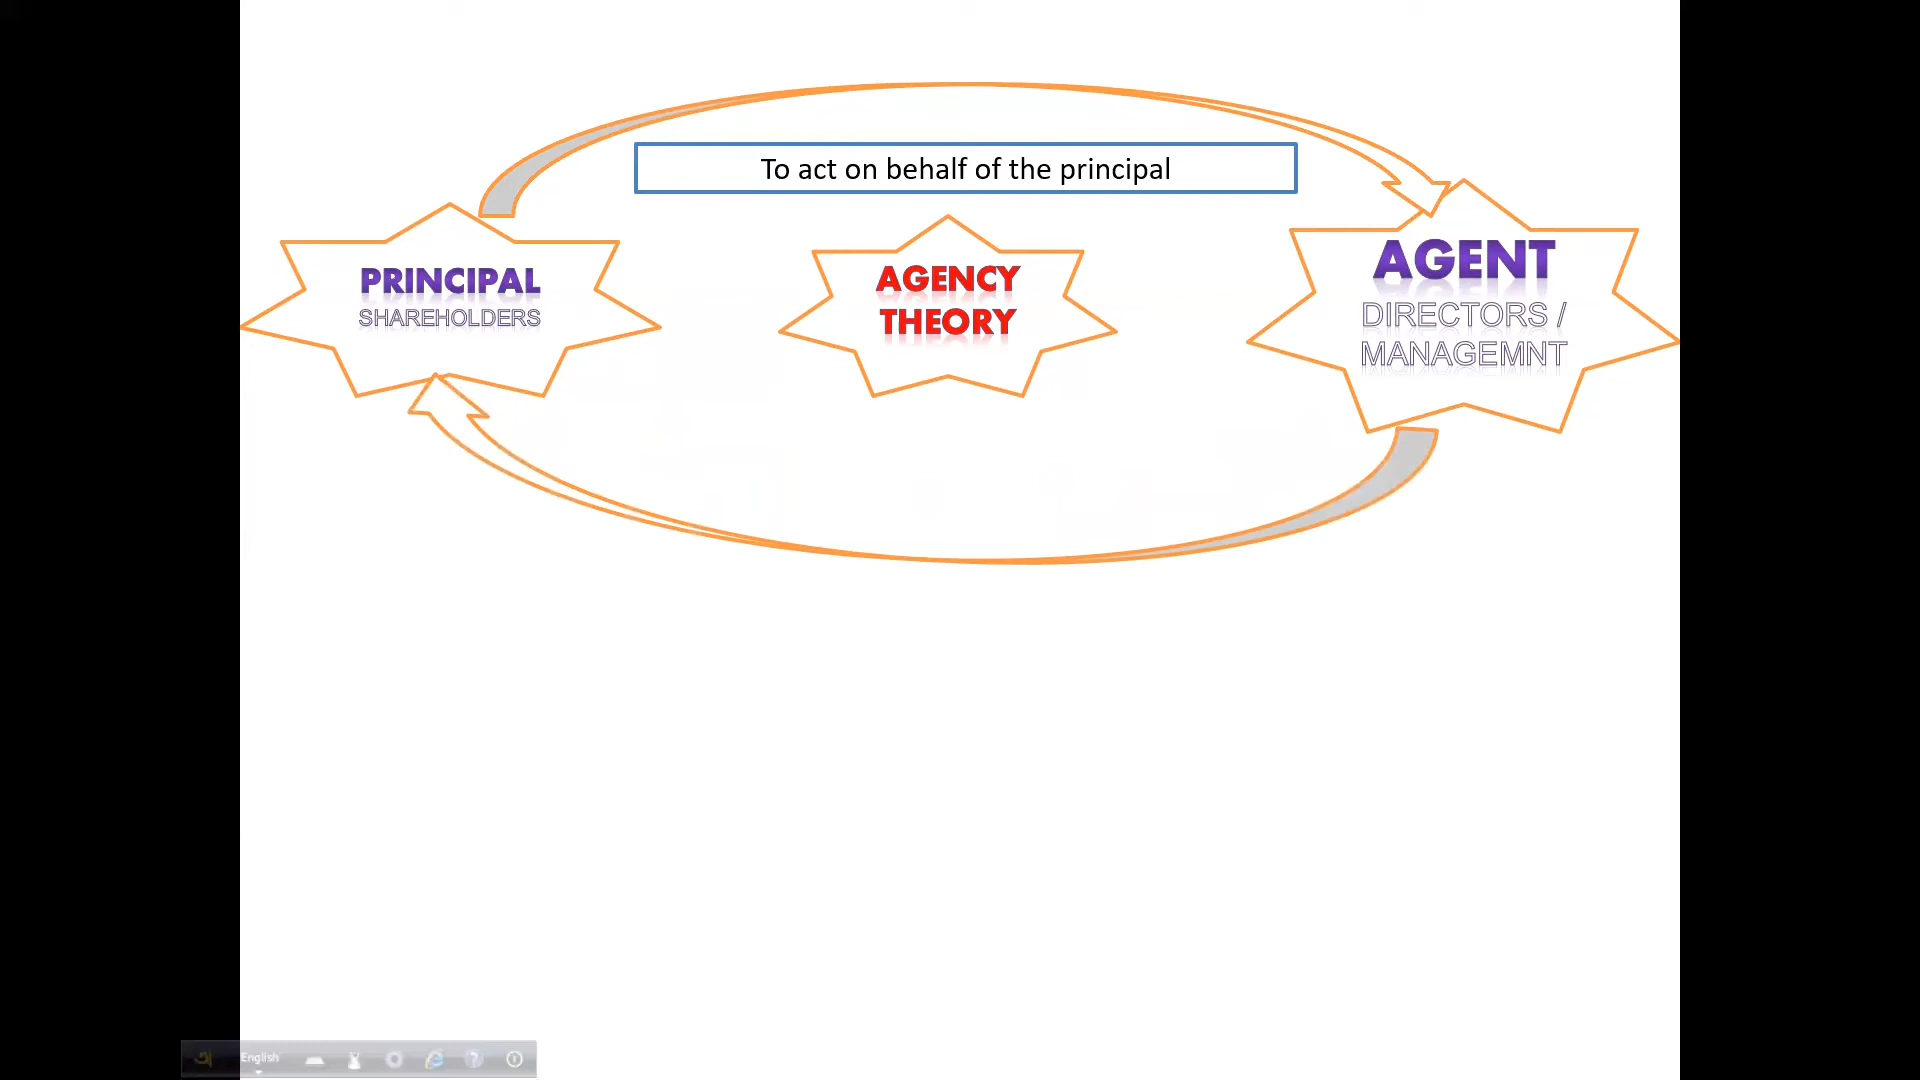 To act on behalf of the principal
PRINCIPAL
SHAREHOLDERS
AGENCY
THEORY
AGENT
DIRECTORS /
MANAGEMNT
English